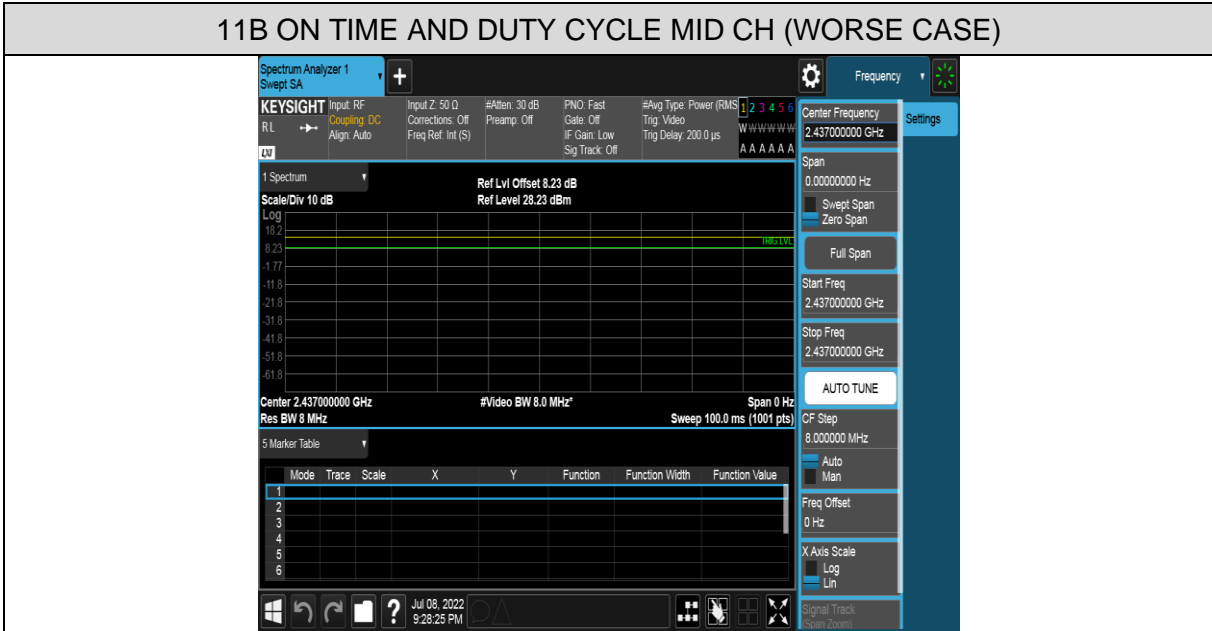 11B ON TIME AND DUTY CYCLE MID CH (WORSE CASE)
Spectrum Analyzer 1
Swept SA
+
Frequency
KEYSIGHT
RL
LXI
Input: RF
Coupling: DC
Align: Auto
Input Z: 50 Ω
Corrections: Off
Freq Ref: Int (S)
#Atten: 30 dB
Preamp: Off
PNO: Fast
Gate: Off
IF Gain: Low
Sig Track: Off
#Avg Type: Power (RMS
Trig: Video
Trig Delay: 200.0 µs
1 2 3 4 5 6
W W W W W W
A A A A A A
Center Frequency
2.437000000 GHz
Settings
Span
0.00000000 Hz
Swept Span
Zero Span
Full Span
Start Freq
2.437000000 GHz
Stop Freq
2.437000000 GHz
AUTO TUNE
CF Step
8.000000 MHz
Auto
Man
Freq Offset
0 Hz
X Axis Scale
Log
Lin
Signal Track
(Span Zoom)
1 Spectrum
Scale/Div 10 dB
Ref Lvl Offset 8.23 dB
Ref Level 28.23 dBm
Log
18.2
8.23
-1.77
-11.8
-21.8
-31.8
-41.8
-51.8
-61.8
TRIG LVL
Center 2.437000000 GHz
Res BW 8 MHz
#Video BW 8.0 MHz*
Span 0 Hz
Sweep 100.0 ms (1001 pts)
5 Marker Table
Mode Trace Scale X Y Function Function Width Function Value
1
2
3
4
5
6
?
Jul 08, 2022
9:28:25 PM